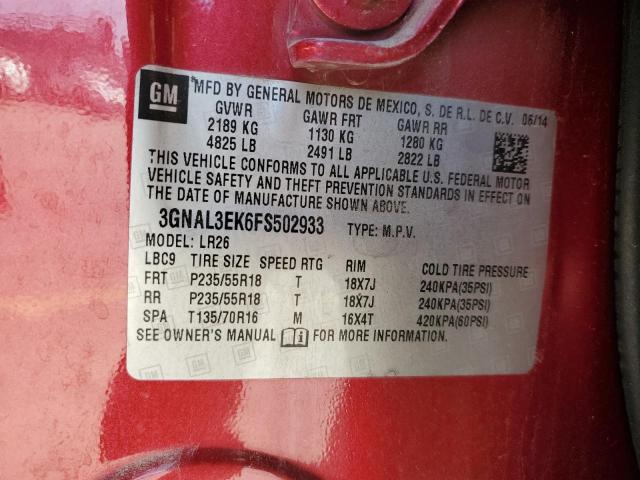 GM
MFD BY GENERAL MOTORS DE MEXICO, S. DE R.L. DE C.V. 06/14
GVWR GAWR FRT GAWR RR
2189 KG 1130 KG 1280 KG
4825 LB 2491 LB 2822 LB
THIS VEHICLE CONFORMS TO ALL APPLICABLE U.S. FEDERAL MOTOR
VEHICLE SAFETY AND THEFT PREVENTION STANDARDS IN EFFECT ON
THE DATE OF MANUFACTURE SHOWN ABOVE.
3GNAL3EK6FS502933 TYPE: M.P.V.
MODEL: LR26
LBC9 TIRE SIZE SPEED RTG RIM COLD TIRE PRESSURE
FRT P235/55R18 T 18X7J 240KPA(35PSI)
RR P235/55R18 T 18X7J 240KPA(35PSI)
SPA T135/70R16 M 16X4T 420KPA(60PSI)
SEE OWNER'S MANUAL FOR MORE INFORMATION.